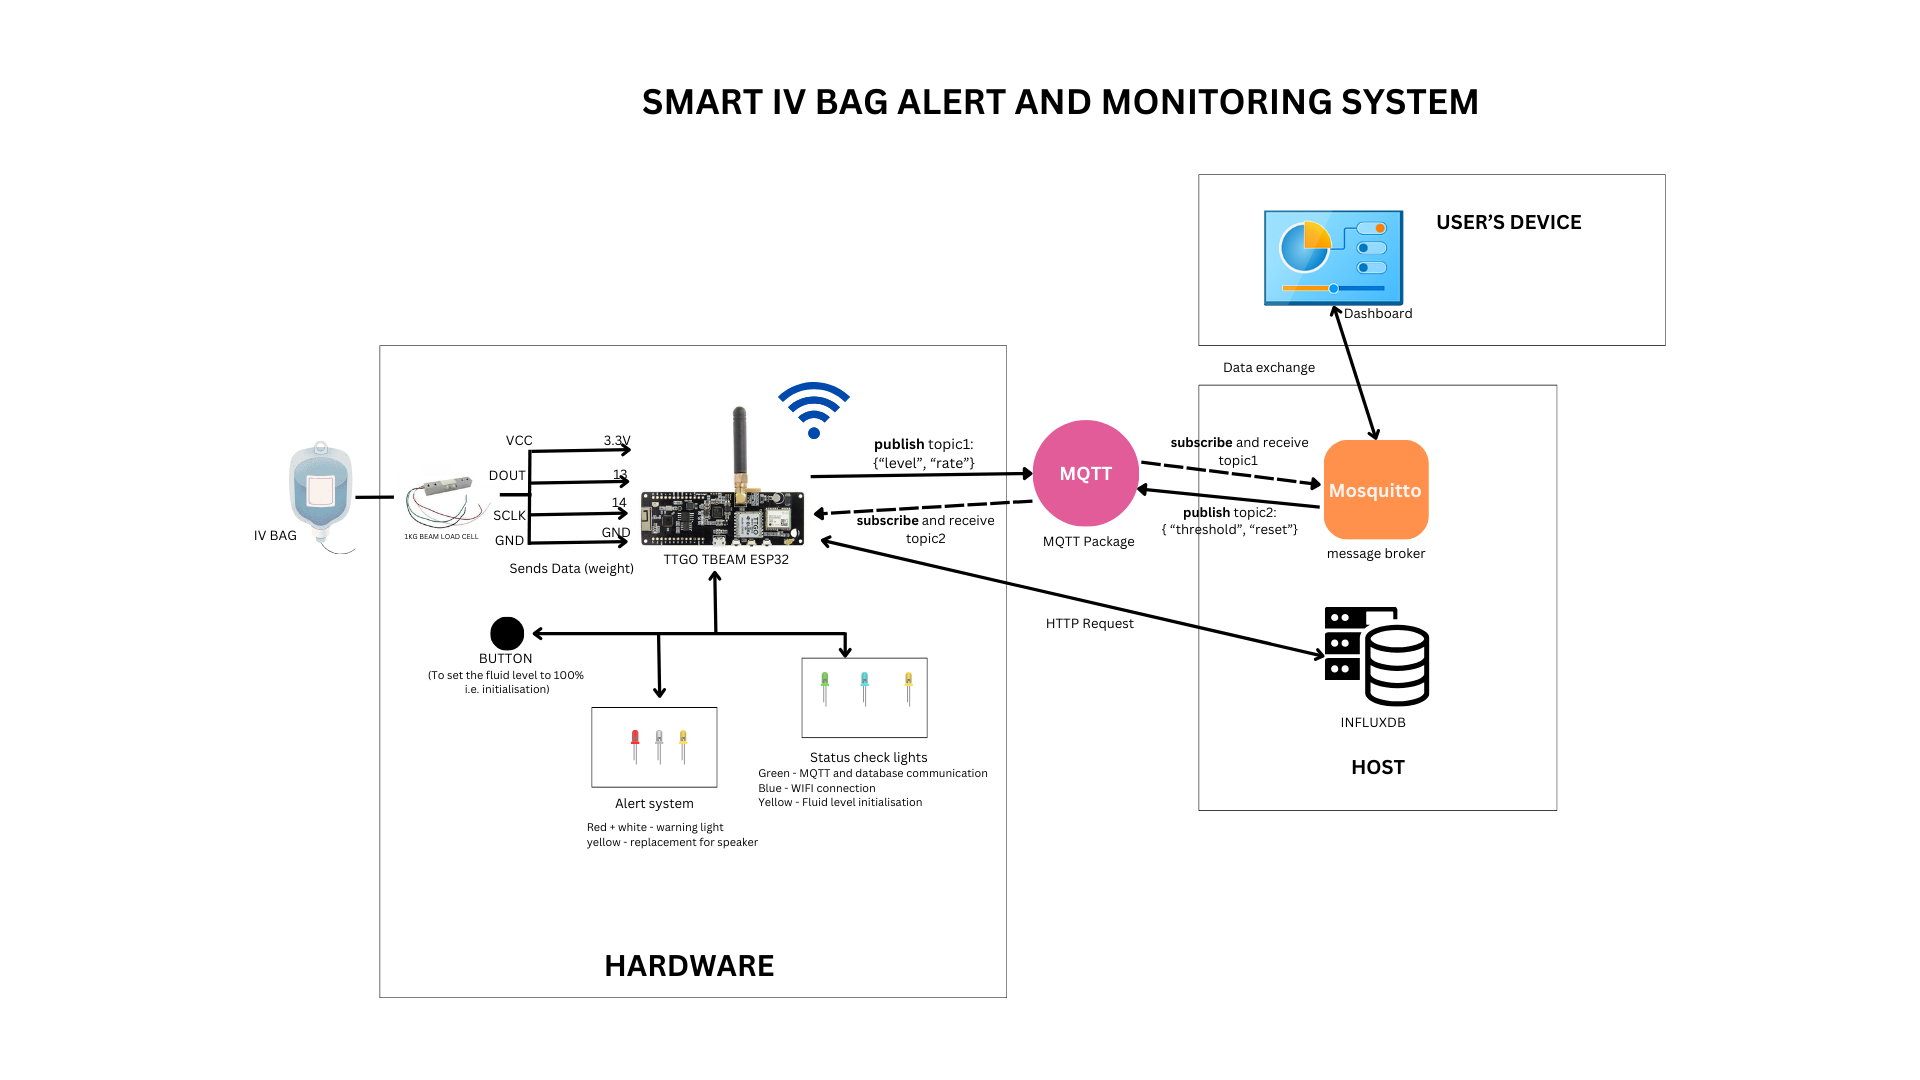 SMART IV BAG ALERT AND MONITORING SYSTEM
USER'S DEVICE
Dashboard
Data exchange
IV BAG
1KG BEAM LOAD CELL
VCC
3.3V
DOUT
13
SCLK
14
GND
GND
Sends Data (weight)
TTGO TBEAM ESP32
publish topic1:
{“level”, “rate”}
subscribe and receive
topic2
MQTT
MQTT Package
subscribe and receive
topic1
publish topic2:
{ “threshold”, “reset”}
Mosquitto
message broker
HTTP Request
INFLUXDB
HOST
BUTTON
(To set the fluid level to 100%
i.e. initialisation)
Alert system
Red + white - warning light
yellow - replacement for speaker
Status check lights
Green - MQTT and database communication
Blue - WIFI connection
Yellow - Fluid level initialisation
HARDWARE